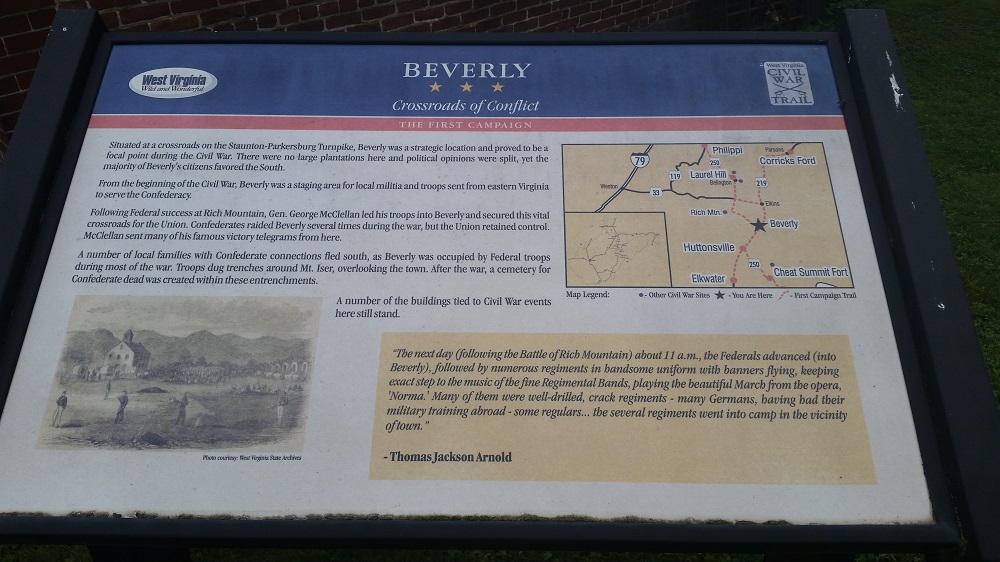 West Virginia
Wild and Wonderful
BEVERLY
Crossroads of Conflict
THE FIRST CAMPAIGN
West Virginia
CIVIL
WAR
TRAIL
Situated at a crossroads on the Staunton-Parkersburg Turnpike, Beverly was a strategic location and proved to be a
focal point during the Civil War. There were no large plantations here and political opinions were split, yet the
majority of Beverly's citizens favored the South.
From the beginning of the Civil War, Beverly was a staging area for local militia and troops sent from eastern Virginia
to serve the Confederacy.
Following Federal success at Rich Mountain, Gen. George McClellan led his troops into Beverly and secured this vital
crossroads for the Union. Confederates raided Beverly several times during the war, but the Union retained control.
McClellan sent many of his famous victory telegrams from here.
A number of local families with Confederate connections fled south, as Beverly was occupied by Federal troops
during most of the war. Troops dug trenches around Mt. Iser, overlooking the town. After the war, a cemetery for
Confederate dead was created within these entrenchments.
A number of the buildings tied to Civil War events
here still stand.
Photo courtesy: West Virginia State Archives
79
Philippi
250
Parsons
Corricks Ford
119
Laurel Hill
Belington
219
Weston
33
Elkins
Rich Mtn.
Beverly
Huttonsville
250
Elkwater
Cheat Summit Fort
Map Legend:
- Other Civil War Sites
- You Are Here
- First Campaign Trail
"The next day (following the Battle of Rich Mountain) about 11 a.m., the Federals advanced (into
Beverly), followed by numerous regiments in handsome uniform with banners flying, keeping
exact step to the music of the fine Regimental Bands, playing the beautiful March from the opera,
'Norma.' Many of them were well-drilled, crack regiments - many Germans, having had their
military training abroad - some regulars... the several regiments went into camp in the vicinity
of town."
- Thomas Jackson Arnold